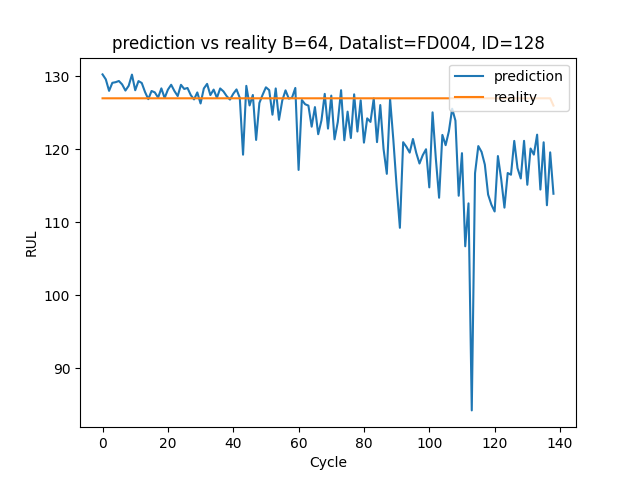 prediction vs reality B=64, Datalist=FD004, ID=128
prediction
reality
130
120
110
100
90
RUL
0 20 40 60 80 100 120 140
Cycle